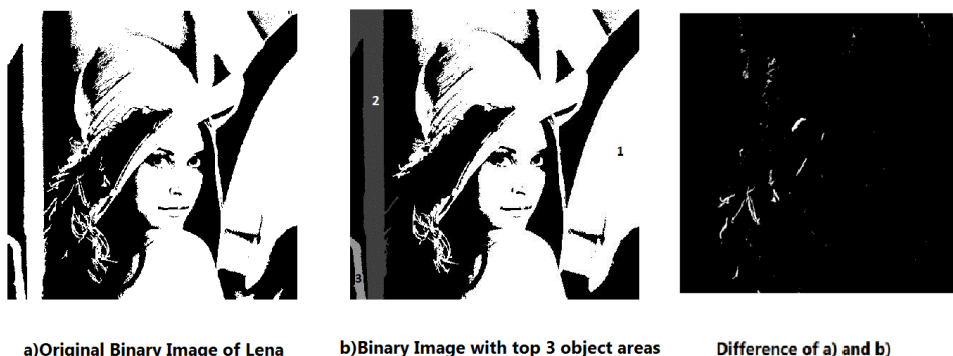 2
1
3
a)Original Binary Image of Lena
b)Binary Image with top 3 object areas
Difference of a) and b)